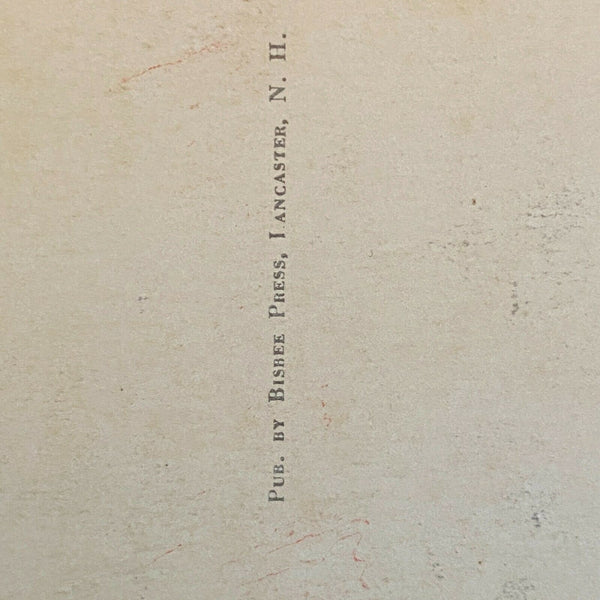 Pub. by Bisbee Press, Lancaster, N. H.